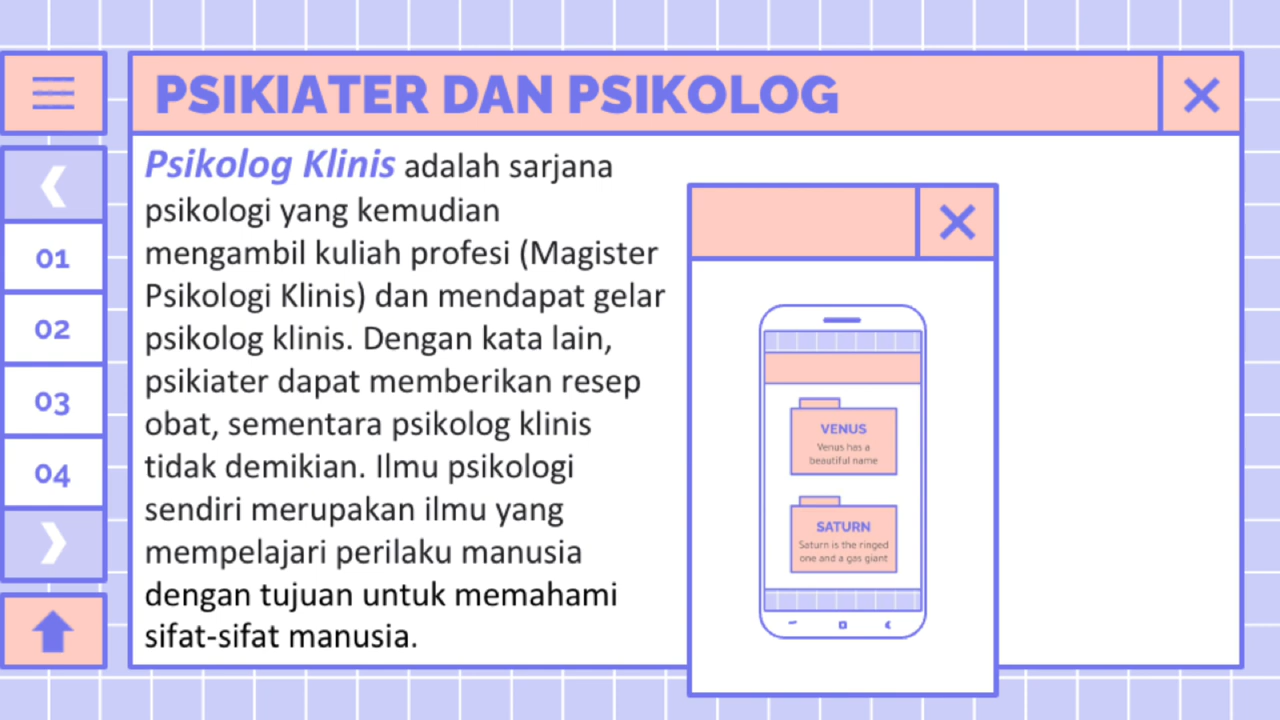 PSIKIATER DAN PSIKOLOG
01
02
03
04
Psikolog Klinis adalah sarjana
psikologi yang kemudian
mengambil kuliah profesi (Magister
Psikologi Klinis) dan mendapat gelar
psikolog klinis. Dengan kata lain,
psikiater dapat memberikan resep
obat, sementara psikolog klinis
tidak demikian. Ilmu psikologi
sendiri merupakan ilmu yang
mempelajari perilaku manusia
dengan tujuan untuk memahami
sifat-sifat manusia.
VENUS
Venus has a
beautiful name
SATURN
Saturn is the ringed
one and a gas giant